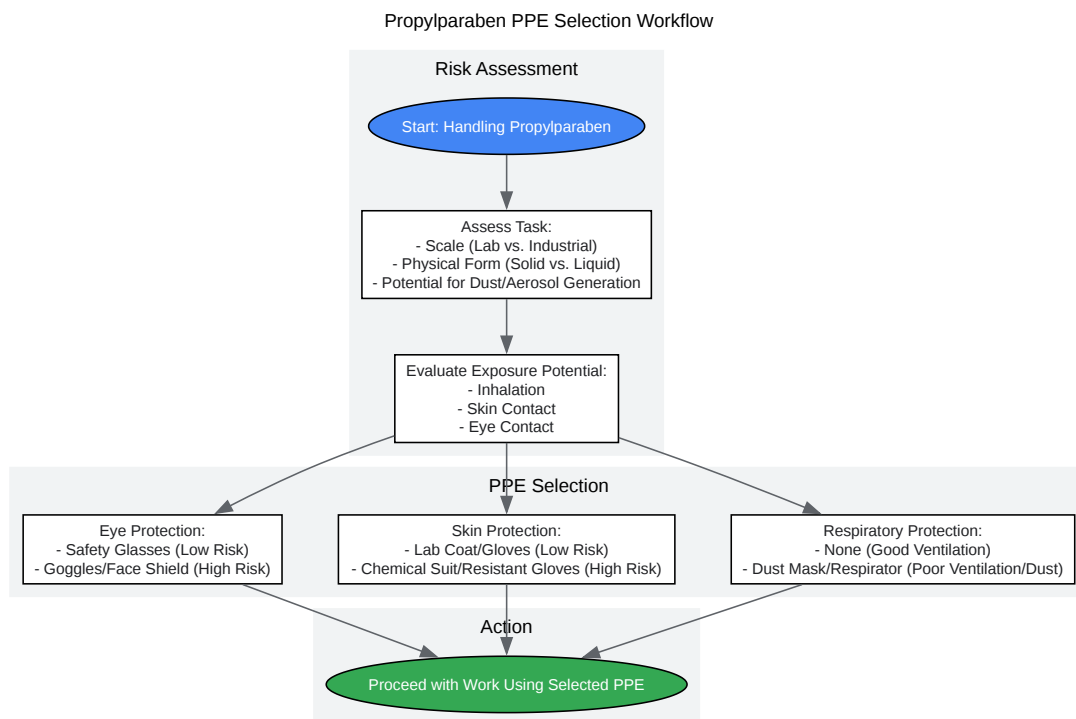 Propylparaben PPE Selection Workflow
Risk Assessment
Start: Handling Propylparaben
Assess Task:
- Scale (Lab vs. Industrial)
- Physical Form (Solid vs. Liquid)
- Potential for Dust/Aerosol Generation
Evaluate Exposure Potential:
- Inhalation
- Skin Contact
- Eye Contact
PPE Selection
Eye Protection:
- Safety Glasses (Low Risk)
- Goggles/Face Shield (High Risk)
Skin Protection:
- Lab Coat/Gloves (Low Risk)
- Chemical Suit/Resistant Gloves (High Risk)
Respiratory Protection:
- None (Good Ventilation)
- Dust Mask/Respirator (Poor Ventilation/Dust)
Action
Proceed with Work Using Selected PPE